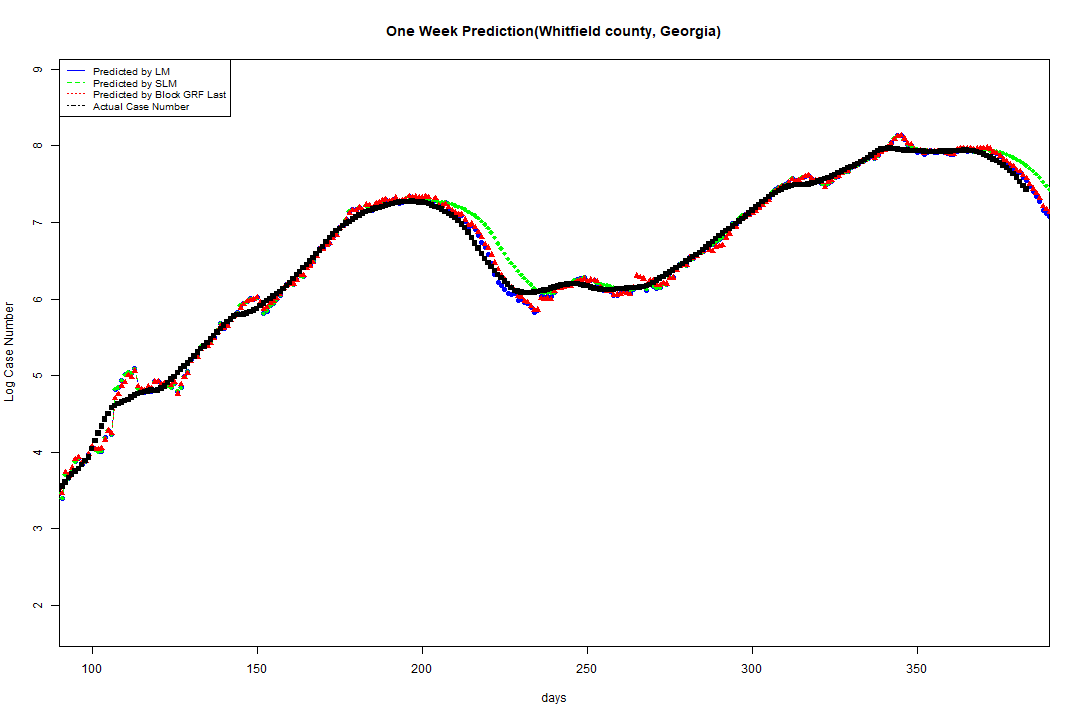 One Week Prediction(Whitfield county, Georgia)
Predicted by LM
Predicted by SLM
Predicted by Block GRF Last
Actual Case Number
Log Case Number
9
8
7
6
5
4
3
2
100 150 200 250 300 350
days